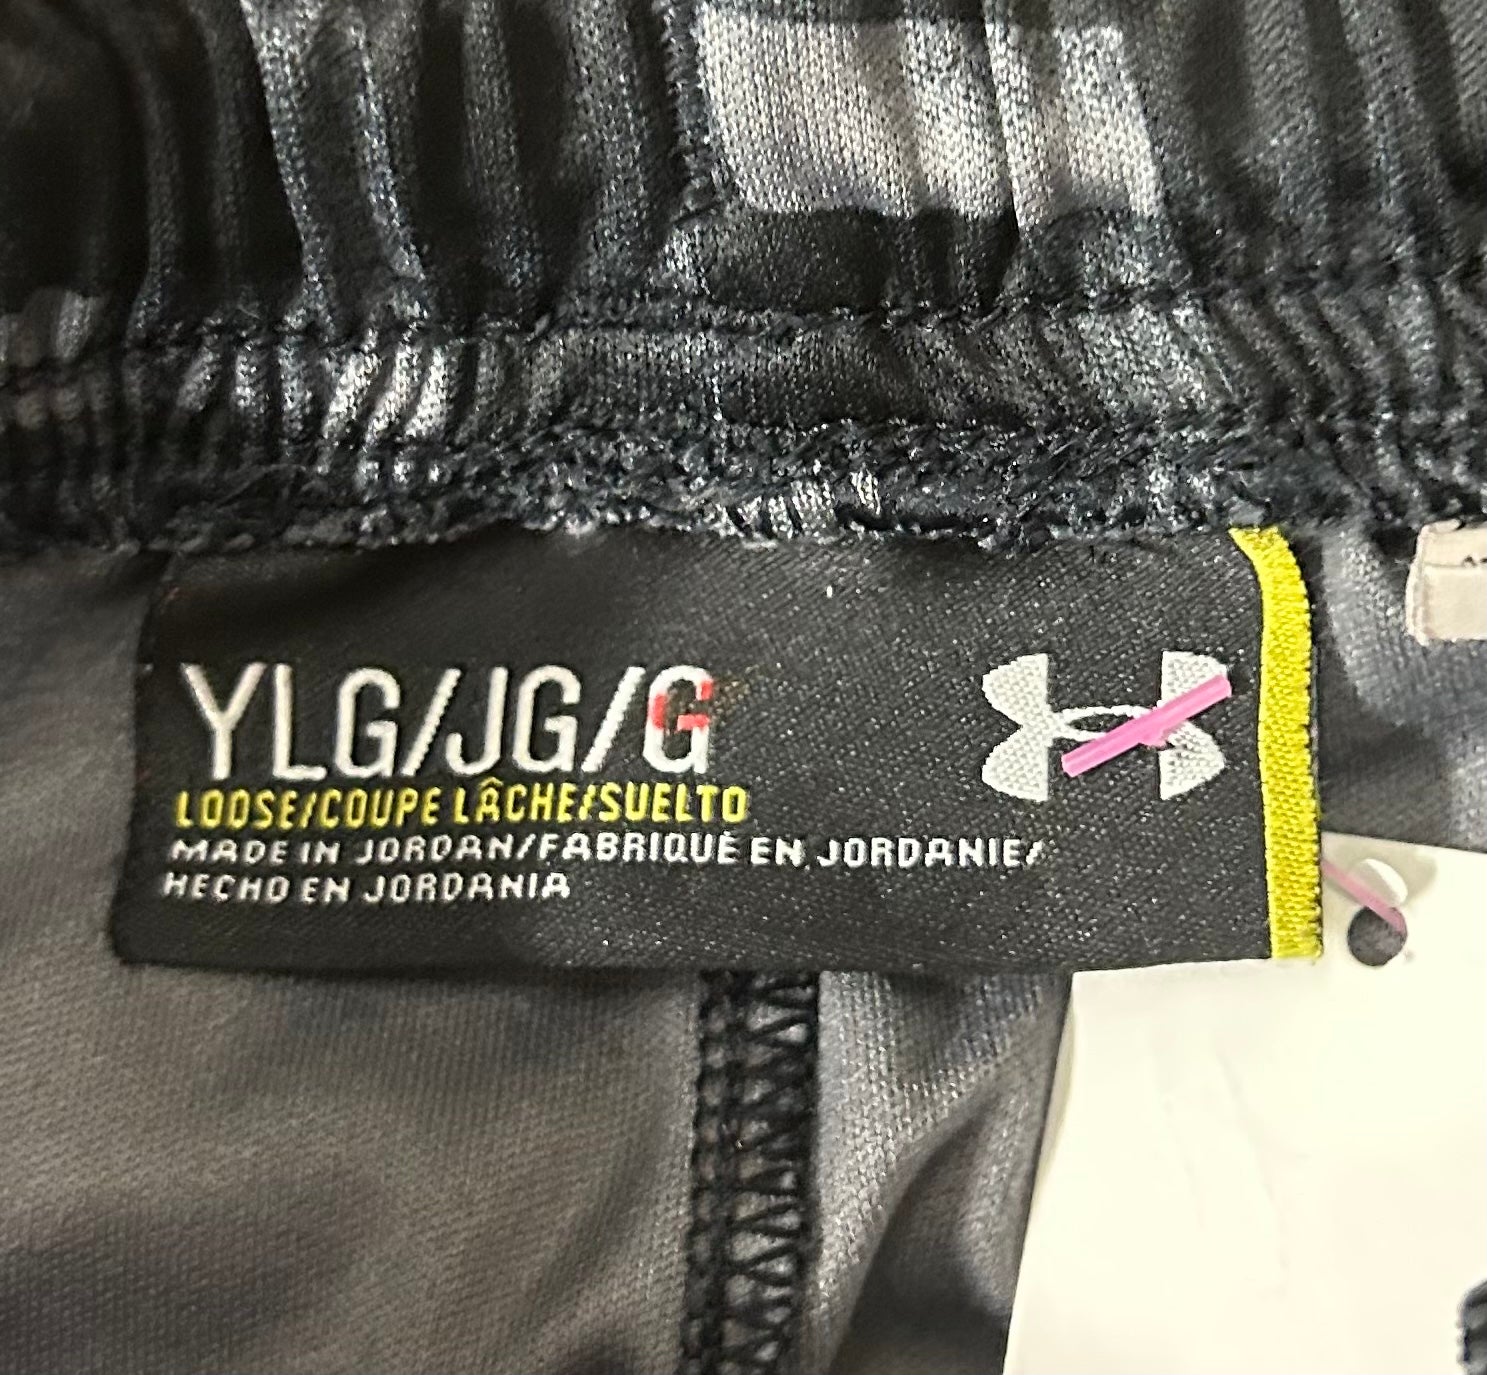 YLG/JG/G
LOOSE/COUPE LÂCHE/SUELTO
MADE IN JORDAN/FABRIQUÉ EN JORDANIE/
HECHO EN JORDANIA